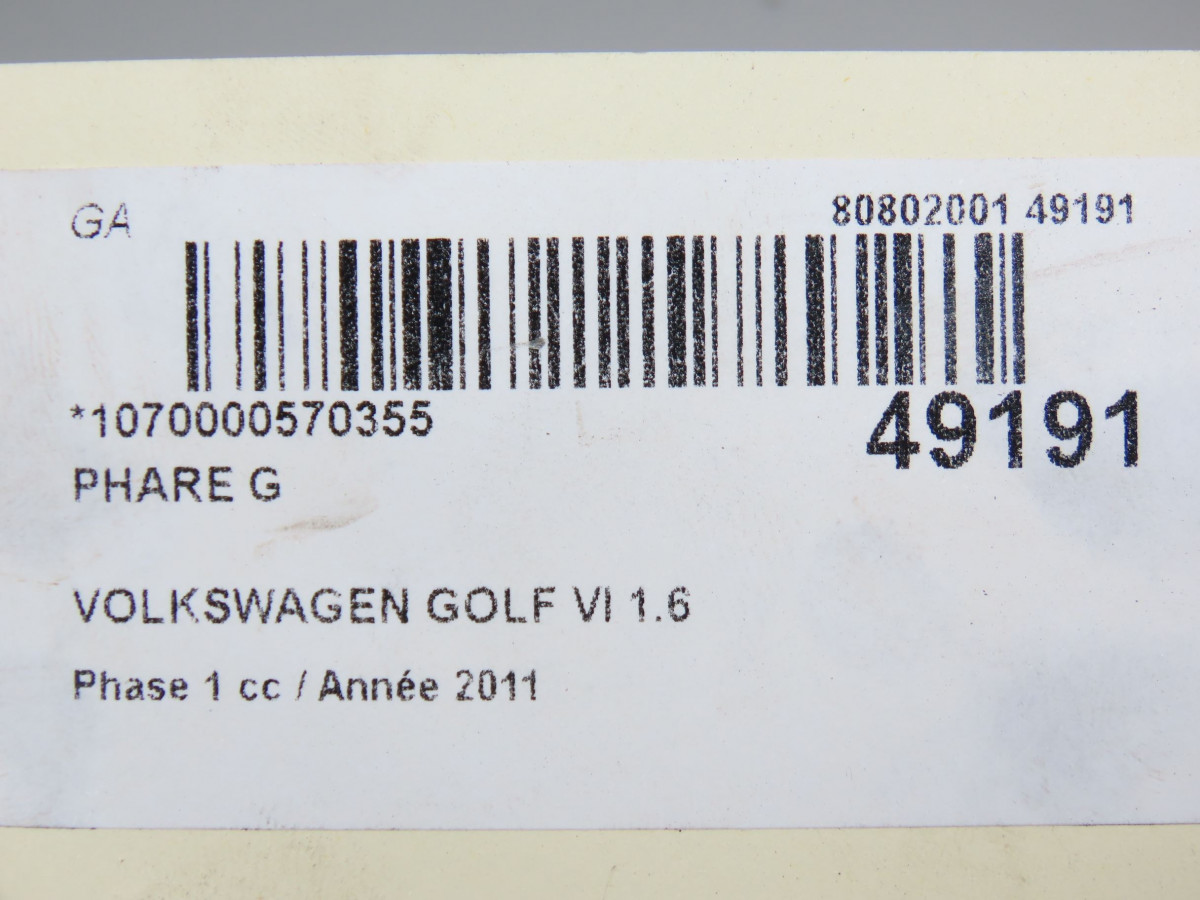 GA
80802001 49191
*1070000570355
49191
PHARE G
VOLKSWAGEN GOLF VI 1.6
Phase 1 cc / Année 2011